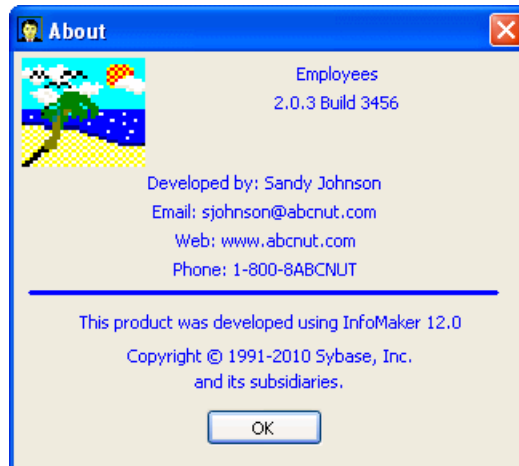 About
Employees
2.0.3 Build 3456
Developed by: Sandy Johnson
Email: sjohnson@abcnut.com
Web: www.abcnut.com
Phone: 1-800-8ABCNUT
This product was developed using InfoMaker 12.0
Copyright © 1991-2010 Sybase, Inc.
and its subsidiaries.
OK